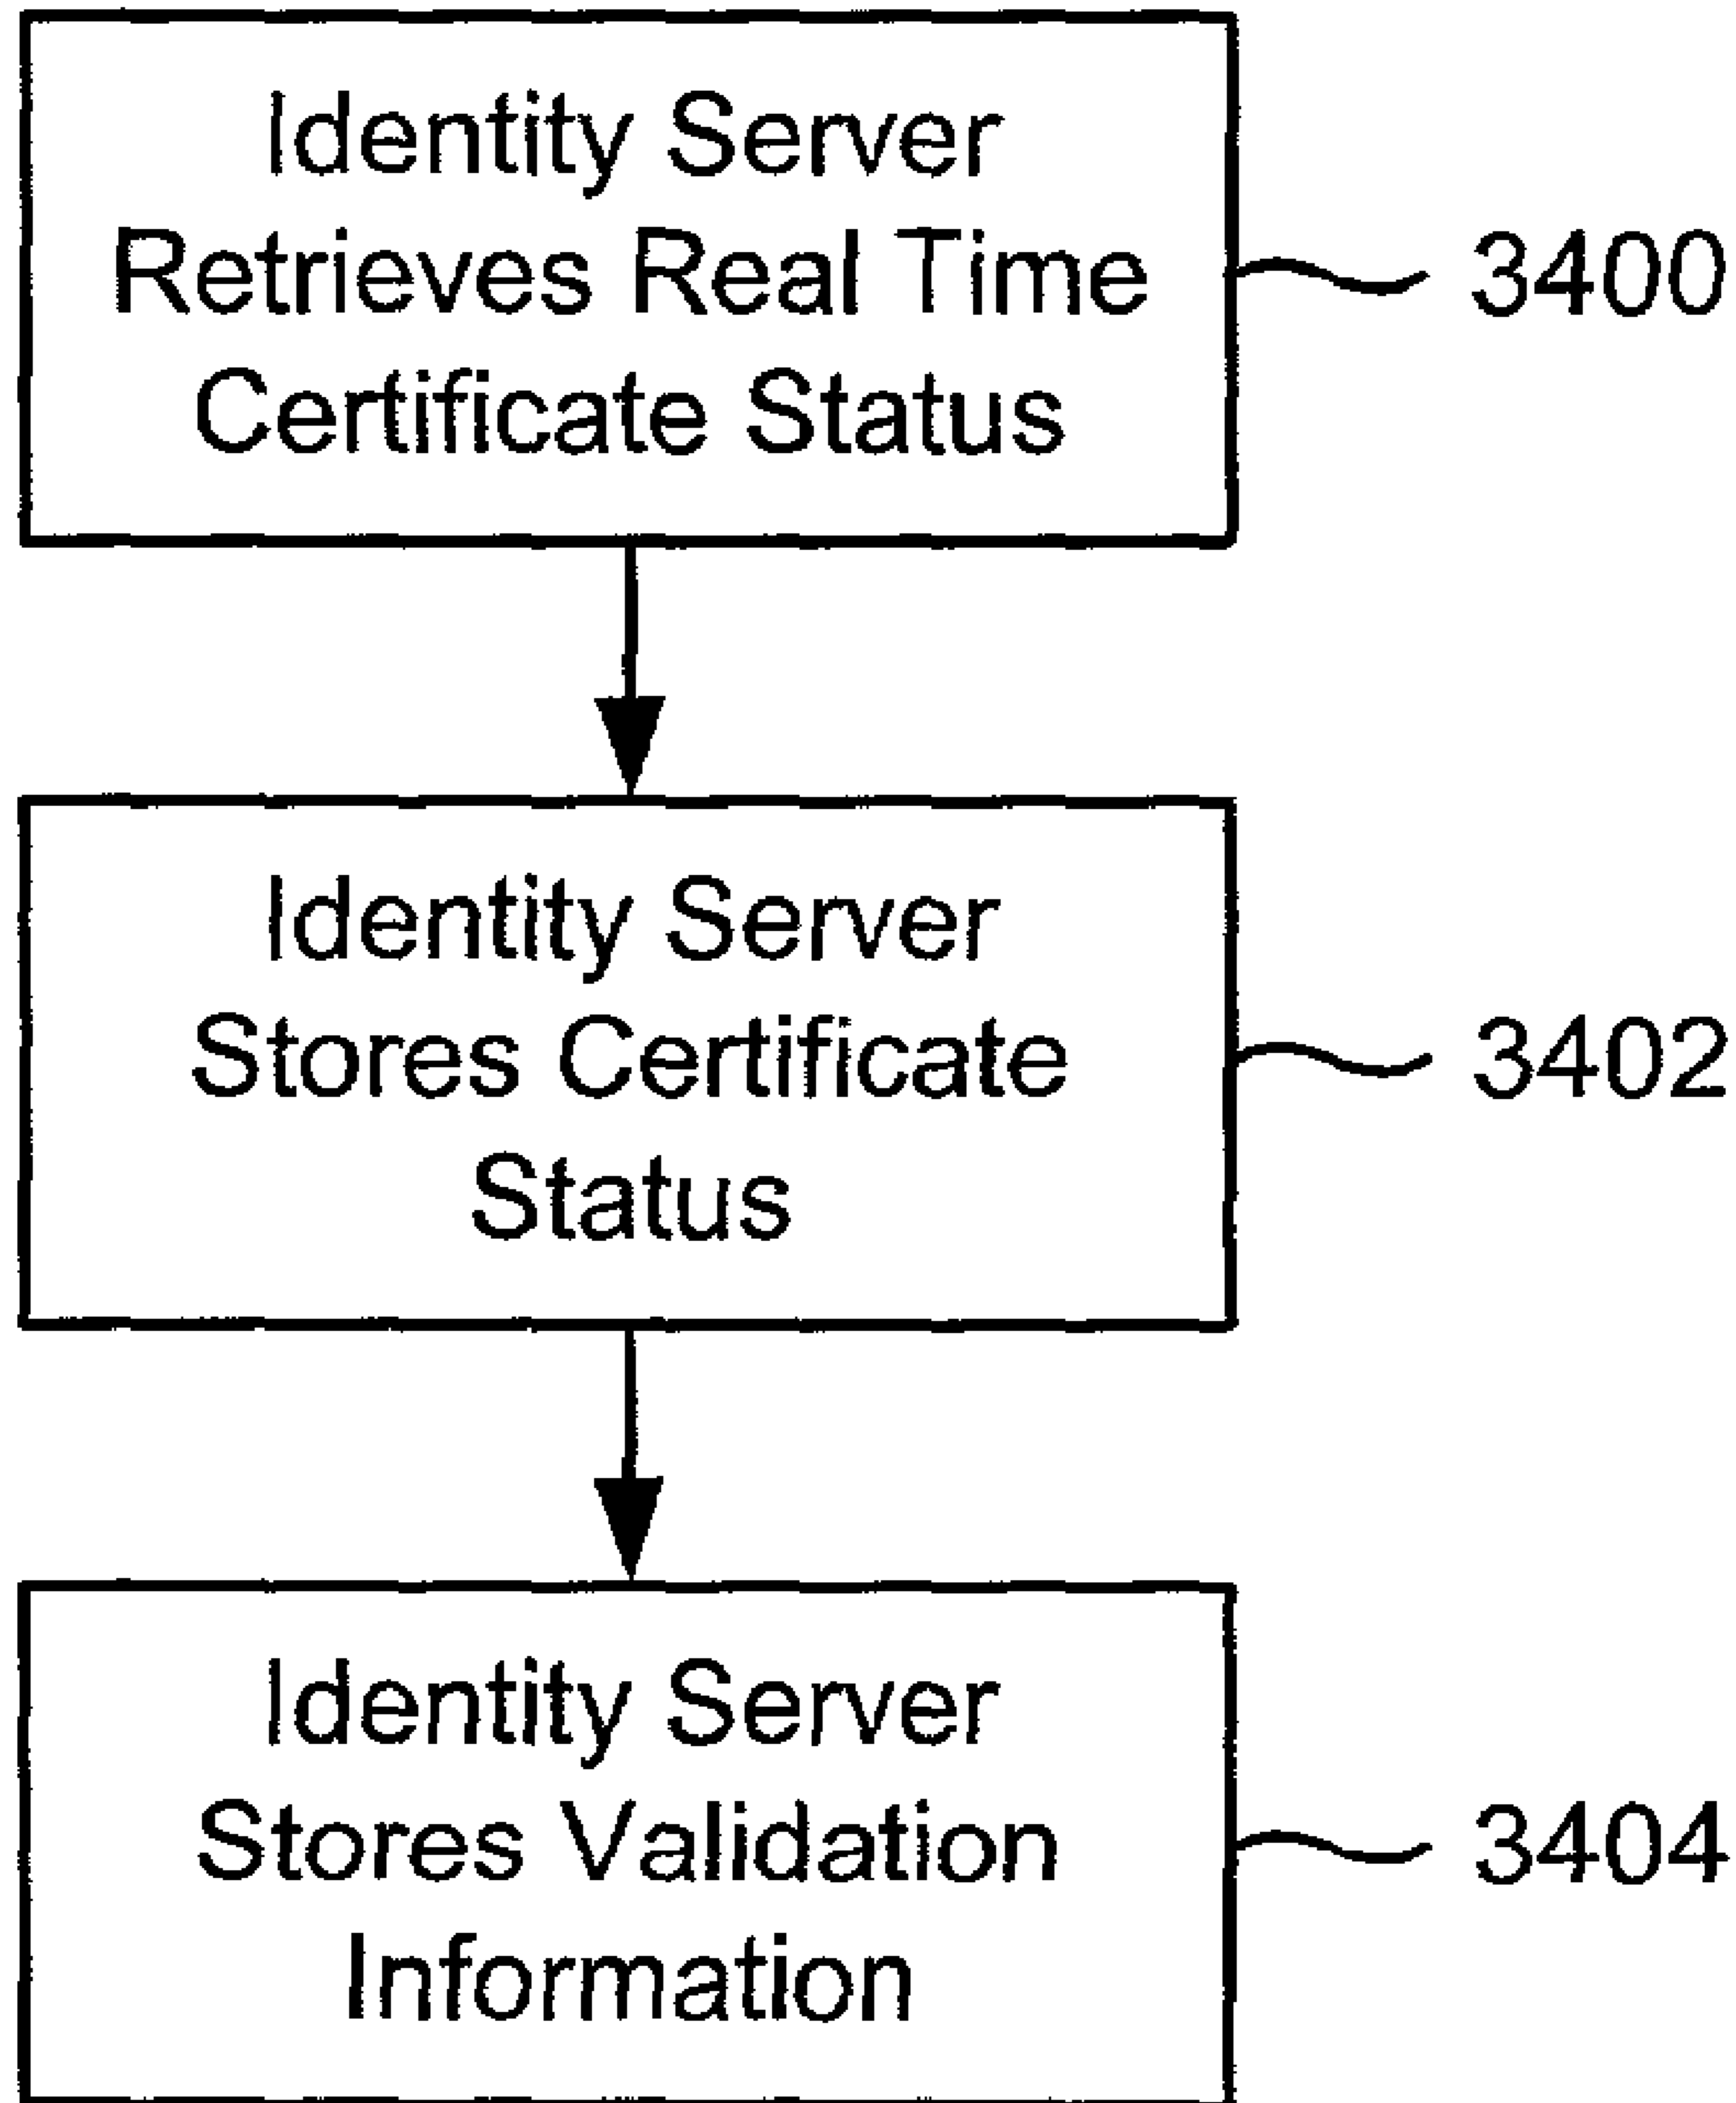 Identity Server
Retrieves Real Time
Certificate Status
3400
Identity Server
Stores Certificate
Status
3402
Identity Server
Stores Validation
Information
3404